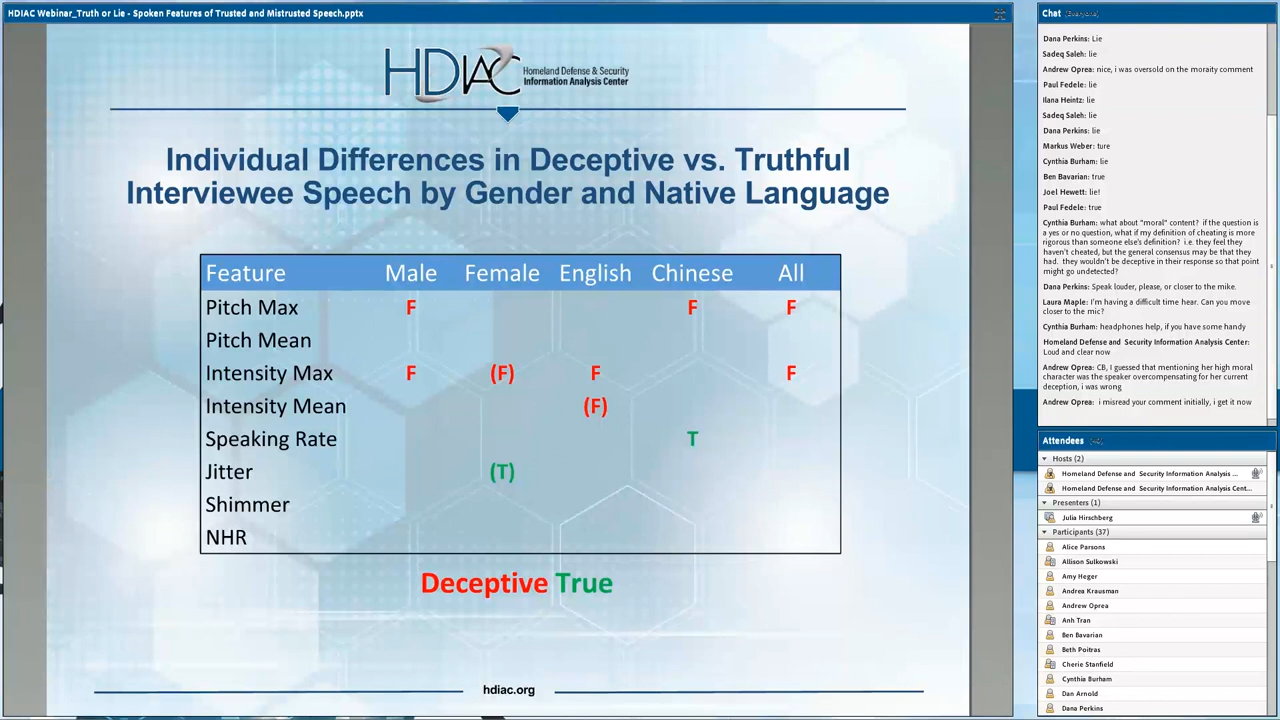 HDIAC Webinar_Truth or Lie - Spoken Features of Trusted and Mistrusted Speech.pptx
HDIAC Homeland Defense & Security
Information Analysis Center
Individual Differences in Deceptive vs. Truthful
Interviewee Speech by Gender and Native Language
Feature Male Female English Chinese All
Pitch Max F F F
Pitch Mean
Intensity Max F (F) F F
Intensity Mean (F)
Speaking Rate T
Jitter (T)
Shimmer
NHR
Deceptive True
hdiac.org
Chat (Everyone)
Dana Perkins: Lie
Sadeq Saleh: lie
Andrew Oprea: nice, i was oversold on the moraity comment
Paul Fedele: lie
Ilana Heintz: lie
Sadeq Saleh: lie
Dana Perkins: lie
Markus Weber: ture
Cynthia Burham: lie
Ben Bavarian: true
Joel Hewett: lie!
Paul Fedele: true
Cynthia Burham: what about "moral" content? if the question is
a yes or no question, what if my definition of cheating is more
rigorous than someone else's definition? i.e. they feel they
haven't cheated, but the general consensus may be that they
had. they wouldn't be deceptive in their response so that point
might go undetected?
Dana Perkins: Speak louder, please, or closer to the mike.
Laura Maple: I'm having a difficult time hear. Can you move
closer to the mic?
Cynthia Burham: headphones help, if you have some handy
Homeland Defense and Security Information Analysis Center:
Loud and clear now
Andrew Oprea: CB, I guessed that mentioning her high moral
character was the speaker overcompensating for her current
deception, i was wrong
Andrew Oprea: i misread your comment initially, i get it now
Attendees (40)
Hosts (2)
Homeland Defense and Security Information Analysis ...
Homeland Defense and Security Information Analysis Cent...
Presenters (1)
Julia Hirschberg
Participants (37)
Alice Parsons
Allison Sulkowski
Amy Heger
Andrea Krausman
Andrew Oprea
Anh Tran
Ben Bavarian
Beth Poitras
Cherie Stanfield
Cynthia Burham
Dan Arnold
Dana Perkins